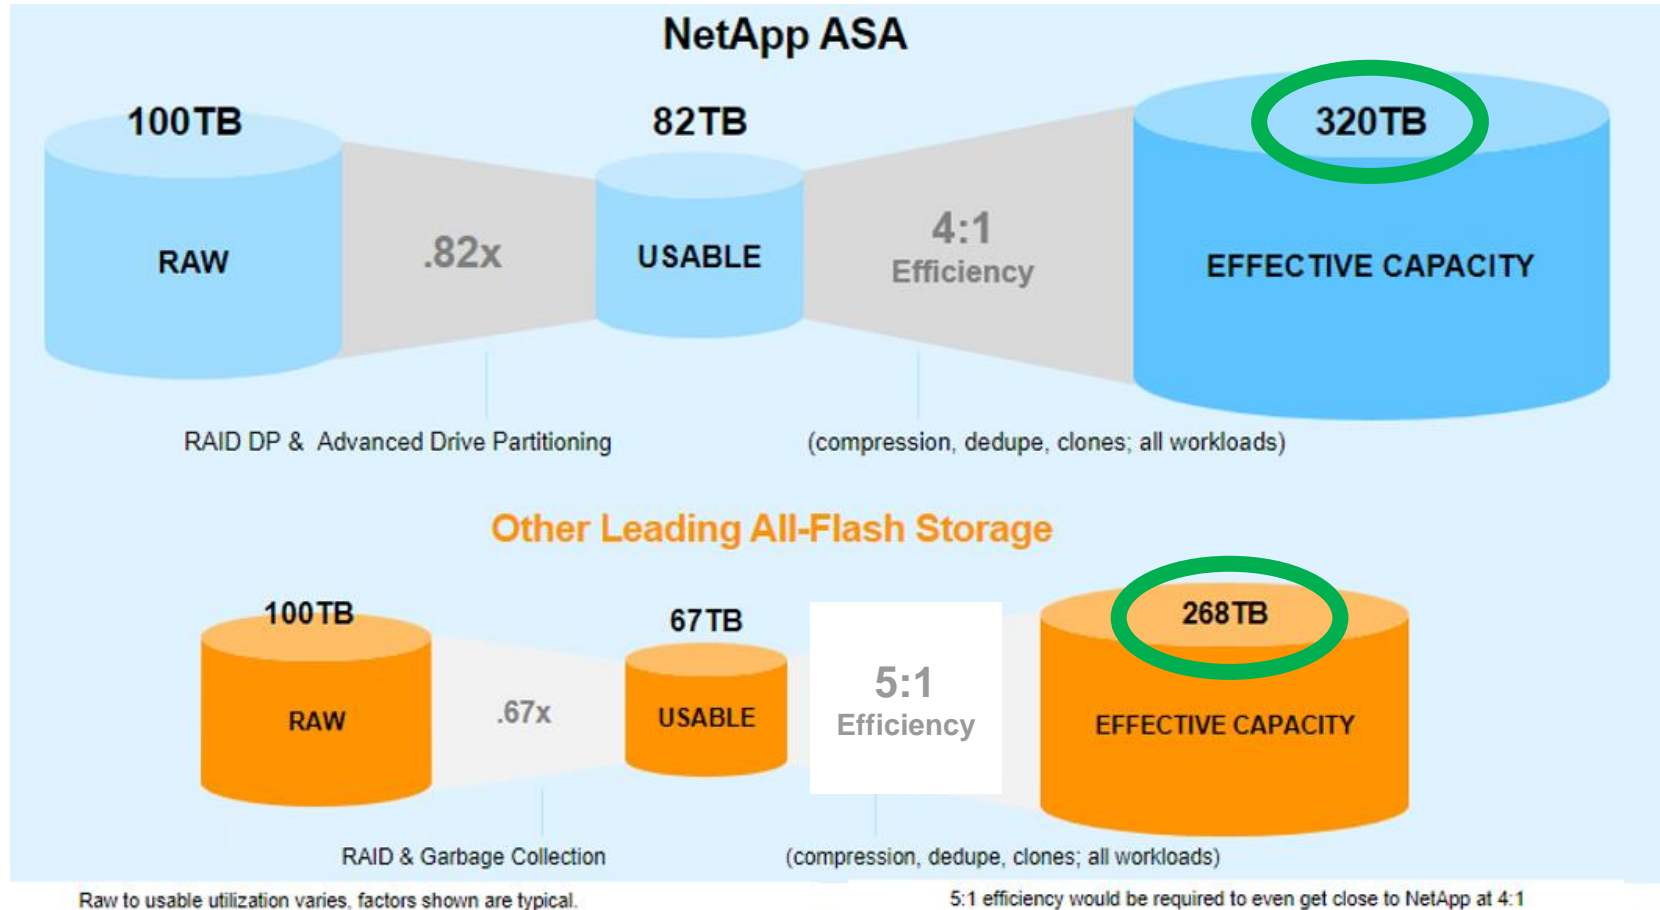 NetApp ASA
100TB
82TB
320TB
RAW
.82x
USABLE
4:1
Efficiency
EFFECTIVE CAPACITY
RAID DP & Advanced Drive Partitioning
(compression, dedupe, clones; all workloads)
Other Leading All-Flash Storage
100TB
67TB
268TB
RAW
.67x
USABLE
5:1
Efficiency
EFFECTIVE CAPACITY
RAID & Garbage Collection
(compression, dedupe, clones; all workloads)
Raw to usable utilization varies, factors shown are typical.
5:1 efficiency would be required to even get close to NetApp at 4:1